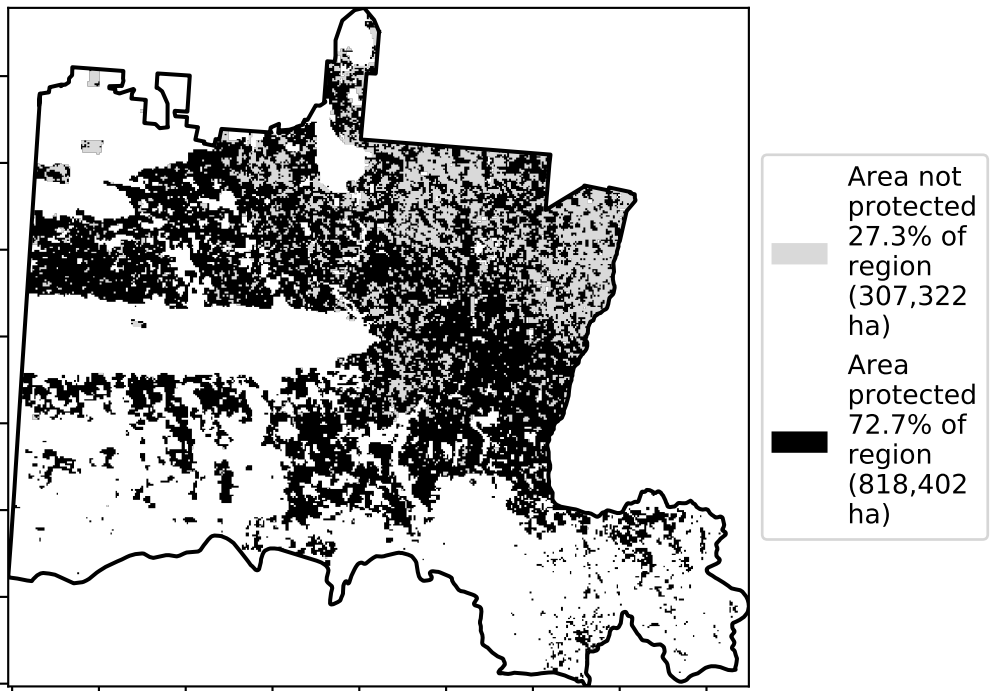 Area not
protected
27.3% of
region
(307,322
ha)
Area
protected
72.7% of
region
(818,402
ha)